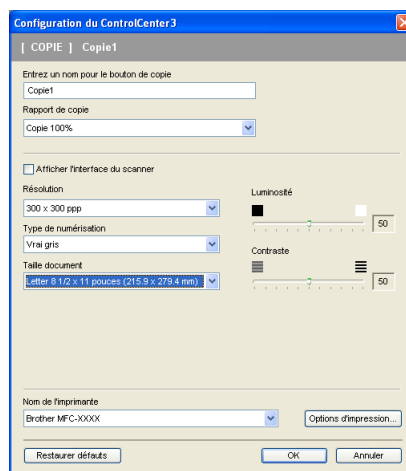 Configuration du ControlCenter3
[ COPIE ] Copie1
Entrez un nom pour le bouton de copie
Copie1
Rapport de copie
Copie 100%
Afficher l'interface du scanner
Résolution
300 x 300 ppp
Type de numérisation
Vrai gris
Taille document
Letter 8 1/2 x 11 pouces (215.9 x 279.4 mm)
Luminosité
50
Contraste
50
Nom de l'imprimante
Brother MFC-XXXX
Options d'impression...
Restaurer défauts
OK
Annuler